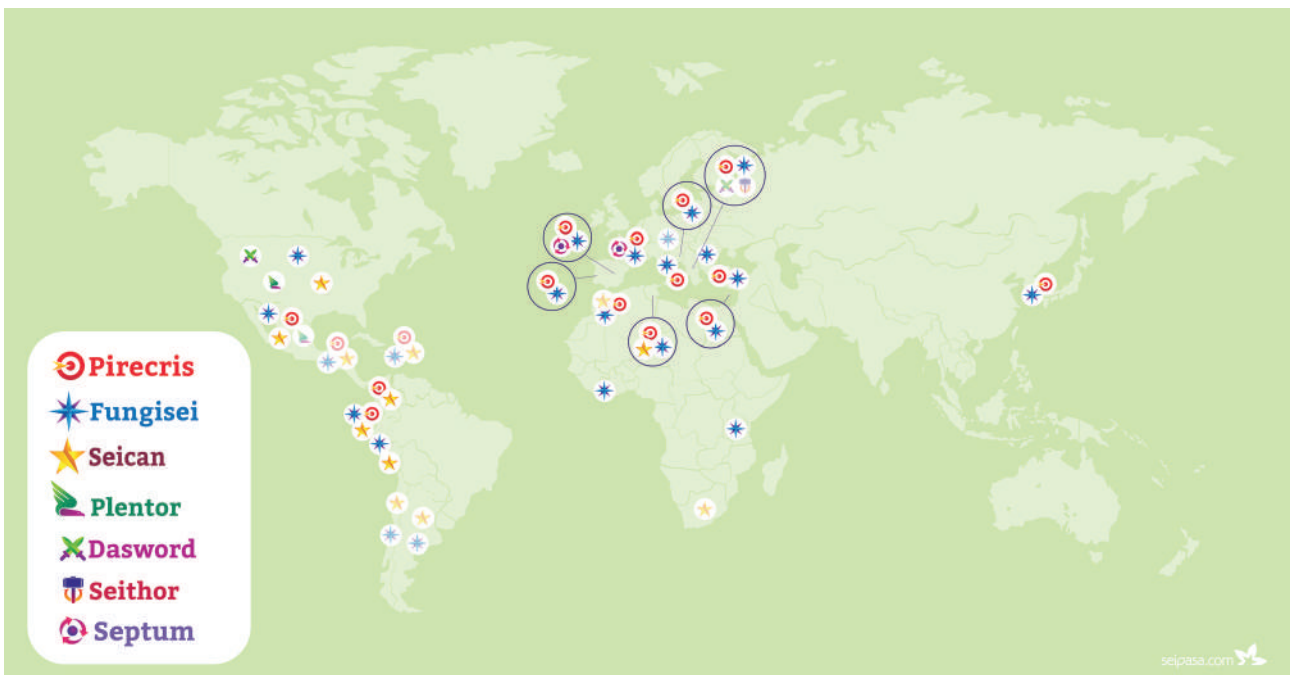 Pirecris
Fungisei
Seican
Plentor
Dasword
Seithor
Septum
seipasa.com